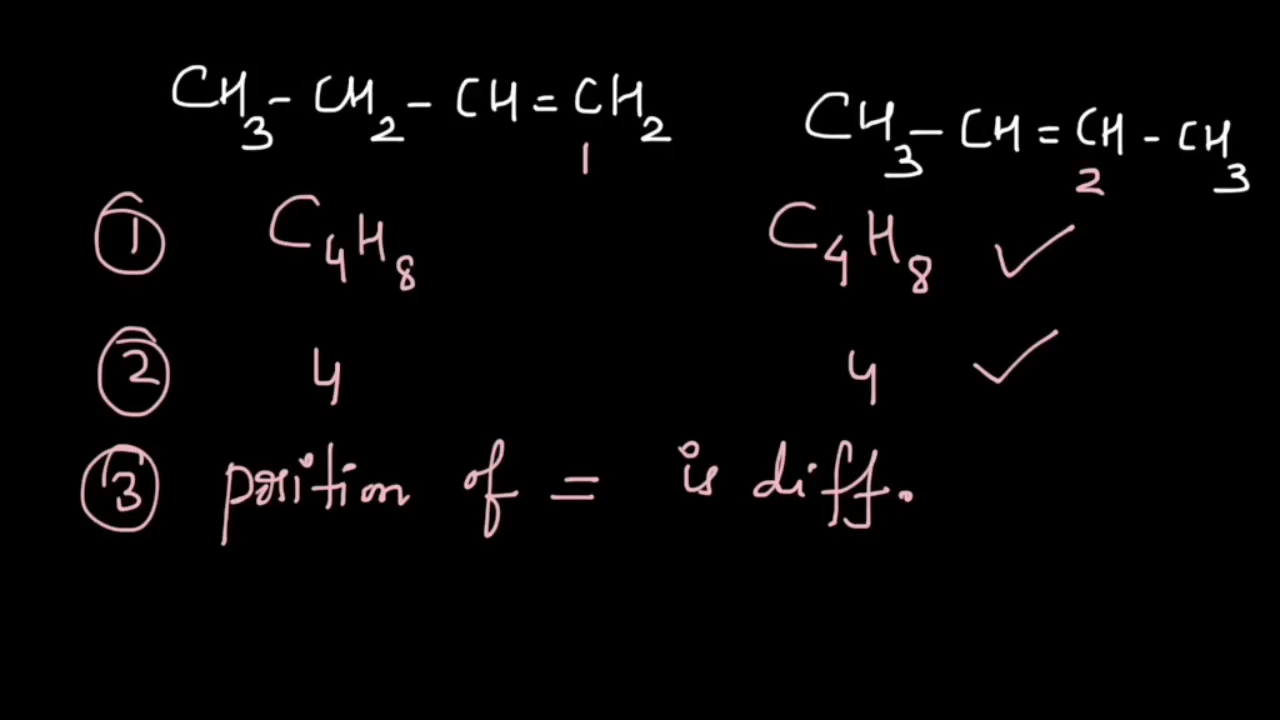 CH₃ - CH₂ - CH = CH₂
1
CH₃ - CH = CH - CH₃
2
① C₄H₈ C₄H₈ ✓
② 4 4 ✓
③ position of = is diff.